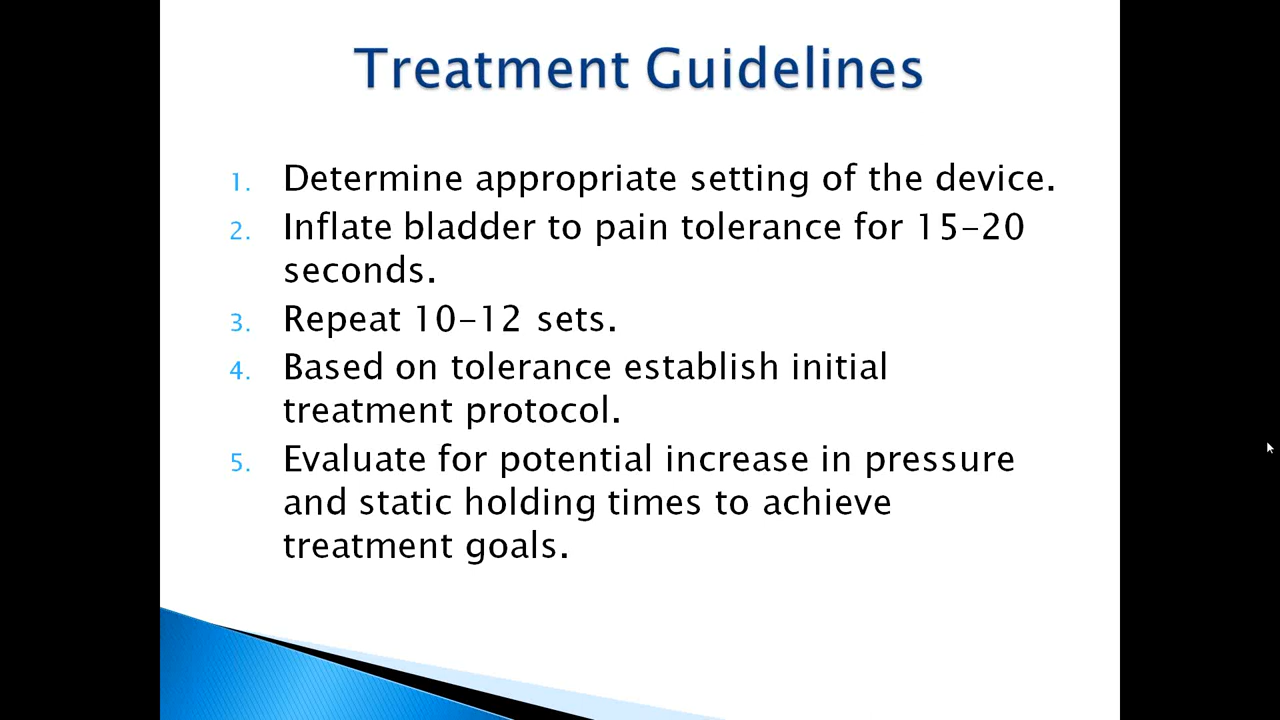 Treatment Guidelines
1. Determine appropriate setting of the device.
2. Inflate bladder to pain tolerance for 15-20
seconds.
3. Repeat 10-12 sets.
4. Based on tolerance establish initial
treatment protocol.
5. Evaluate for potential increase in pressure
and static holding times to achieve
treatment goals.